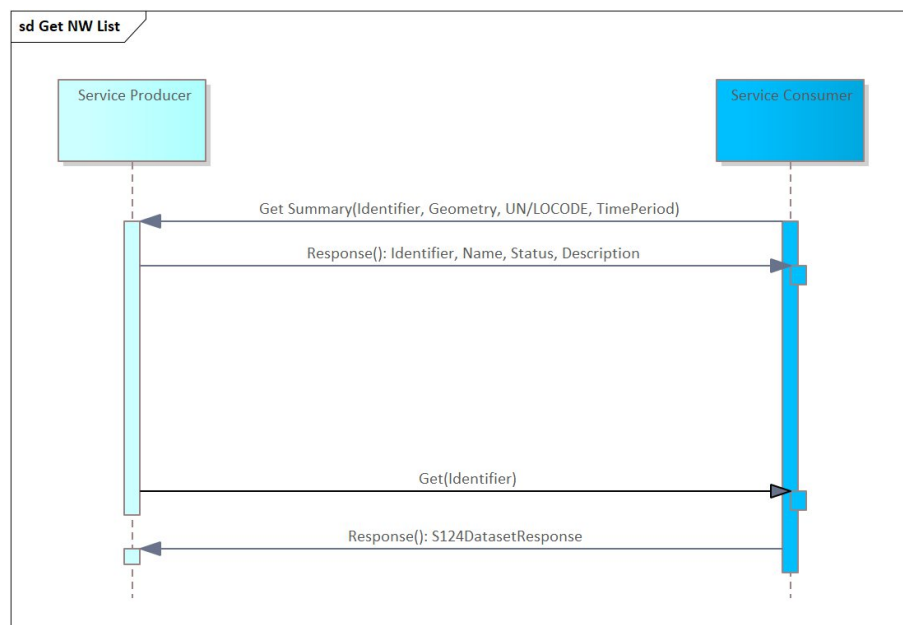 sd Get NW List
Service Producer
Service Consumer
Get Summary(Identifier, Geometry, UN/LOCODE, TimePeriod)
Response(): Identifier, Name, Status, Description
Get(Identifier)
Response(): S124DatasetResponse